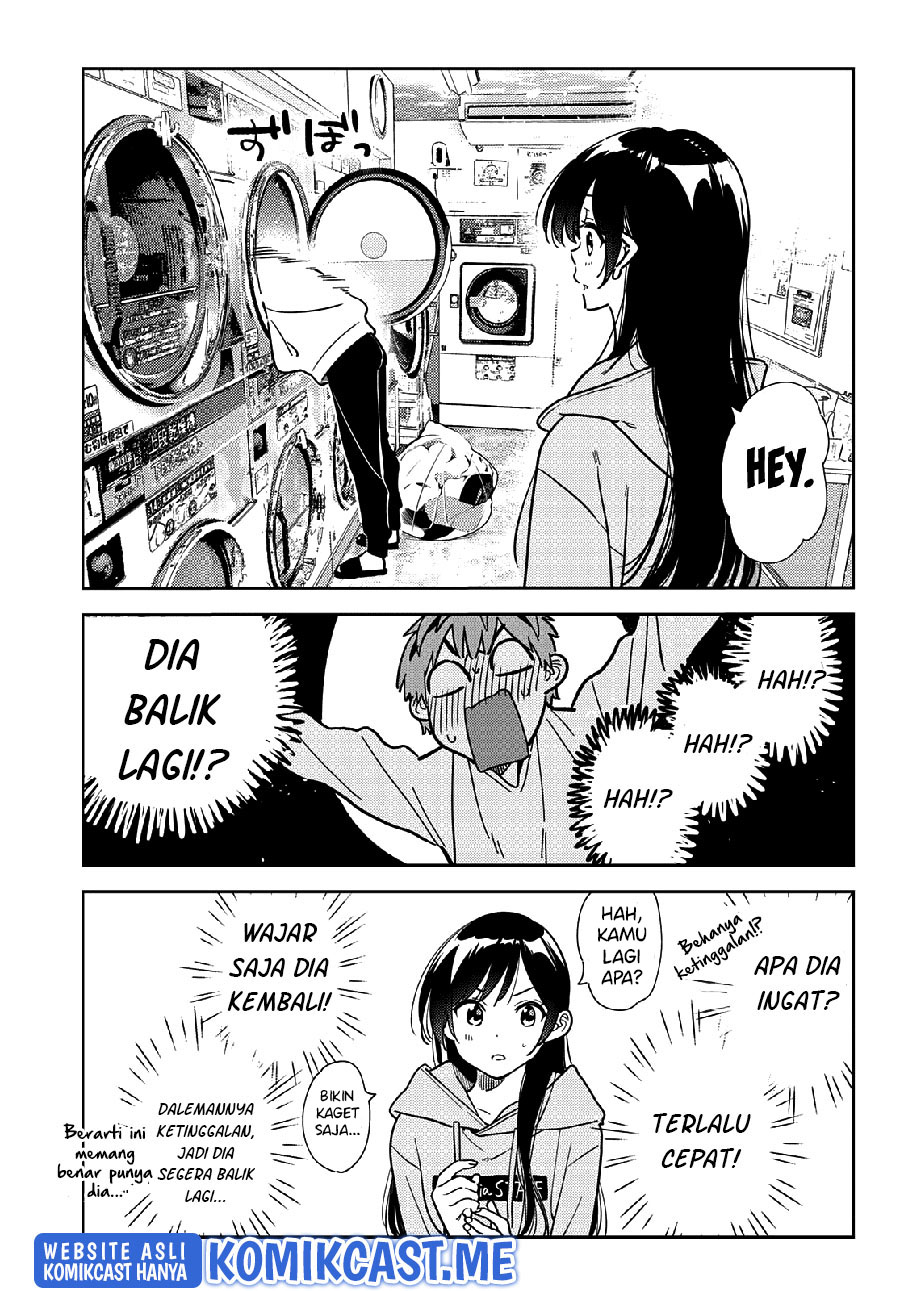 ずぼっ
HEY.
HAH!?
HAH!?
HAH!?
DIA
BALIK
LAGI!?
APA DIA
INGAT?
Behanya
ketinggalan!?
HAH,
KAMU
LAGI
APA?
TERLALU
CEPAT!
WAJAR
SAJA DIA
KEMBALI!
BIKIN
KAGET
SAJA...
DALEMANNYA
KETINGGALAN,
JADI DIA
SEGERA BALIK
LAGI...
Berarti ini
memang
benar punya
dia...
STAFF
WEBSITE ASLI
KOMIKCAST HANYA
KOMIKCAST.ME